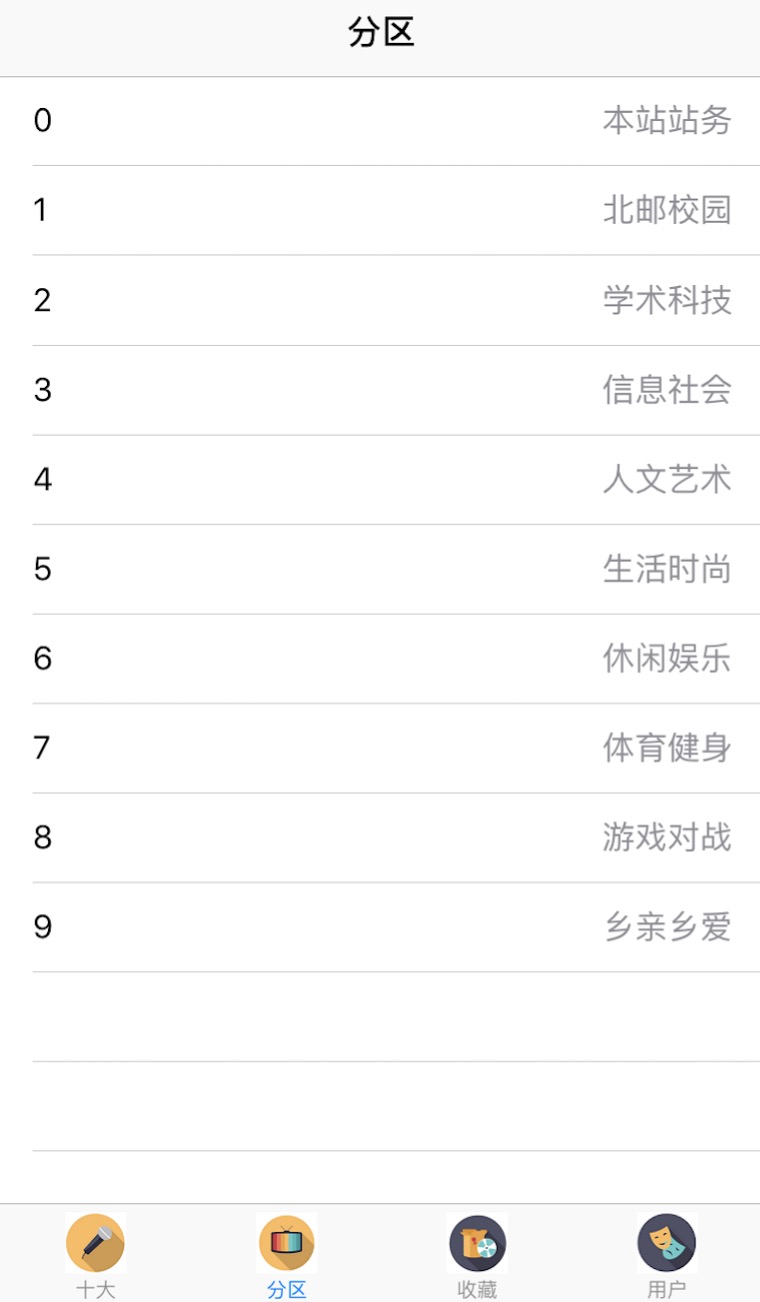 分区
0 本站站务
1 北邮校园
2 学术科技
3 信息社会
4 人文艺术
5 生活时尚
6 休闲娱乐
7 体育健身
8 游戏对战
9 乡亲乡爱
十大 分区 收藏 用户